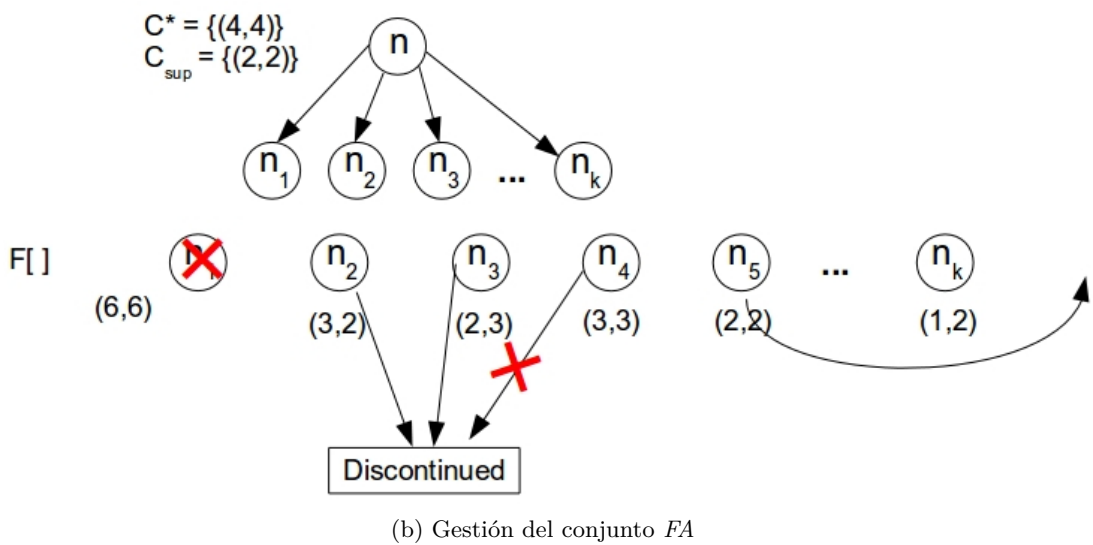 C* = {(4,4)}
n
C_sup = {(2,2)}
n_1 n_2 n_3 ... n_k
F[ ] n_2 n_3 n_4 n_5 ... n_k
(6,6) (3,2) (2,3) (3,3) (2,2) (1,2)
Discontinued
(b) Gestión del conjunto FA